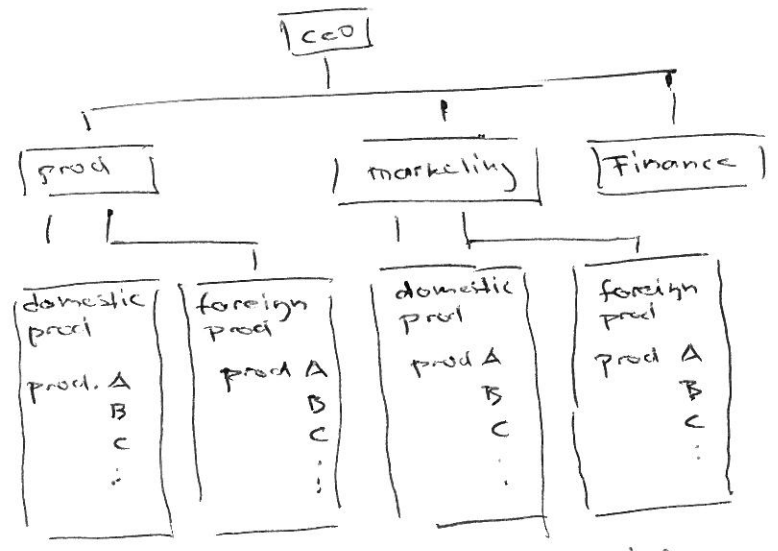 CEO
prod
marketing
Finance
domestic
prod
prod. A
B
C
foreign
prod
prod A
B
C
domestic
prod
prod A
B
C
foreign
prod
prod A
B
C